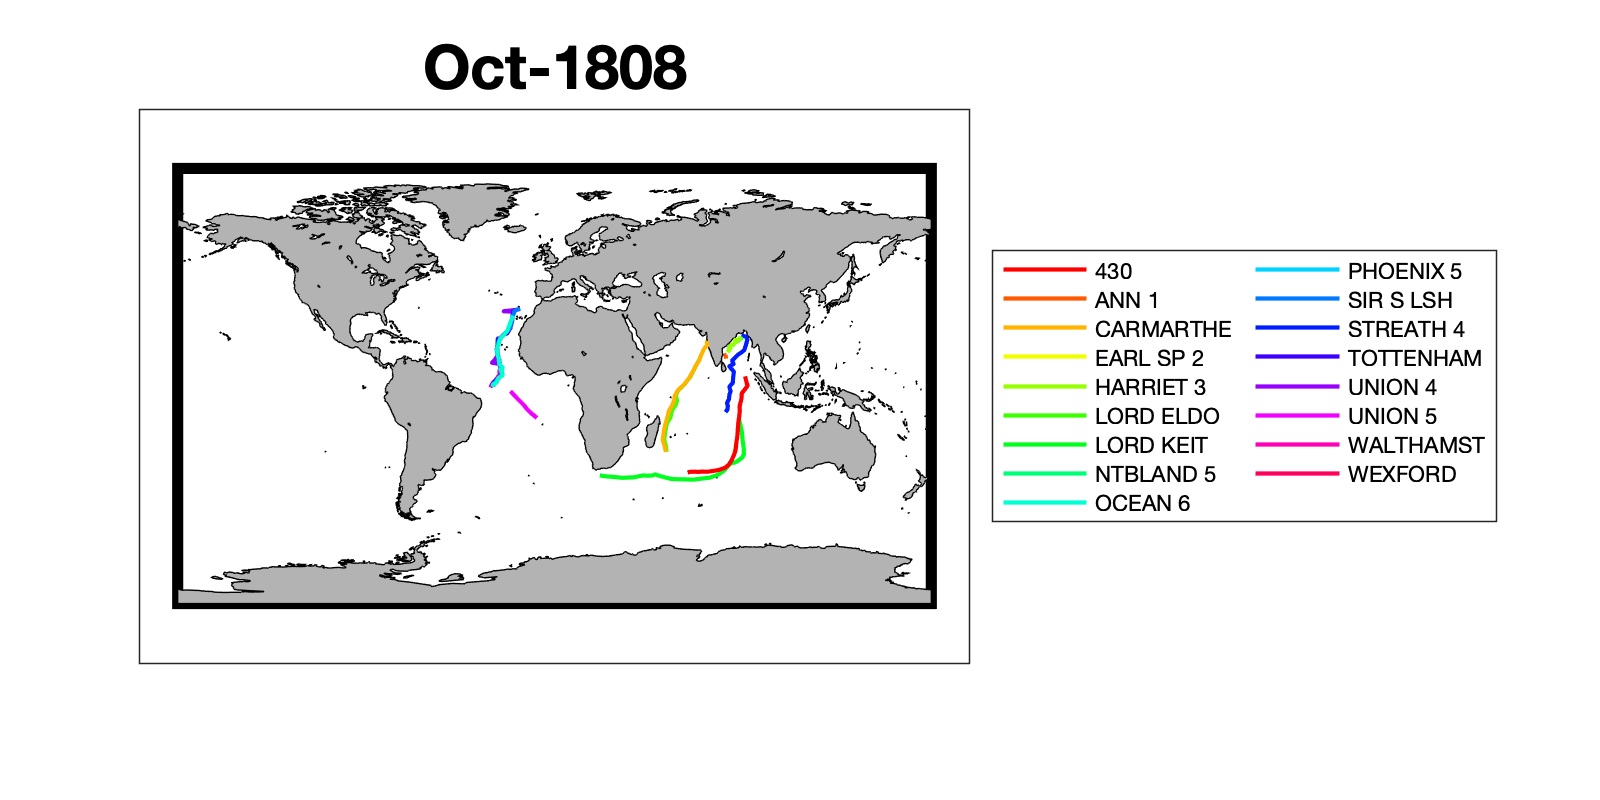 Oct-1808
430
ANN 1
CARMARTHE
EARL SP 2
HARRIET 3
LORD ELDO
LORD KEIT
NTBLAND 5
OCEAN 6
PHOENIX 5
SIR S LSH
STREATH 4
TOTTENHAM
UNION 4
UNION 5
WALTHAMST
WEXFORD